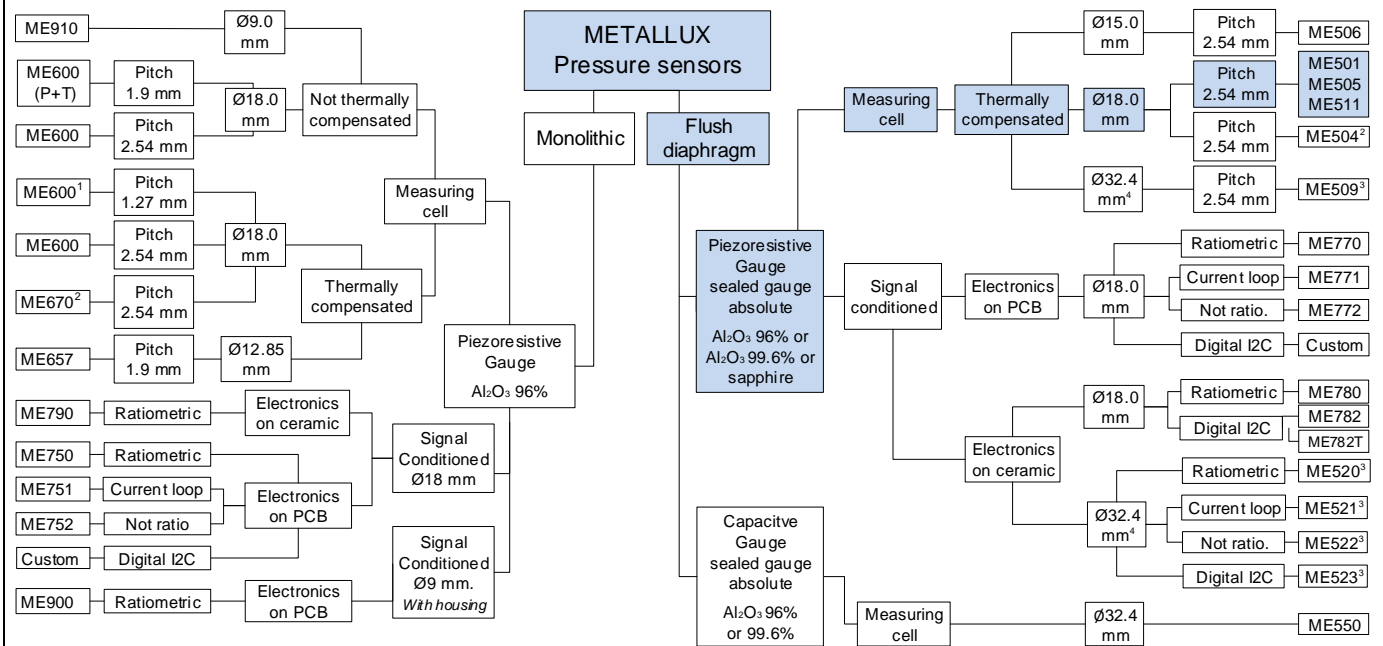 METALLUX
Pressure sensors
Monolithic
Flush
diaphragm
ME910
Ø9.0
mm
ME600
(P+T)
Pitch
1.9 mm
Ø18.0
mm
Not thermally
compensated
ME600
Pitch
2.54 mm
ME600¹
Pitch
1.27 mm
Measuring
cell
ME600
Pitch
2.54 mm
Ø18.0
mm
ME670²
Pitch
2.54 mm
Thermally
compensated
ME657
Pitch
1.9 mm
Ø12.85
mm
Piezoresistive
Gauge
Al₂O₃ 96%
ME790
Ratiometric
Electronics
on ceramic
ME750
Ratiometric
Signal
Conditioned
Ø18 mm
ME751
Current loop
Electronics
on PCB
ME752
Not ratio
Custom
Digital I2C
Signal
Conditioned
Ø9 mm.
With housing
ME900
Ratiometric
Electronics
on PCB
Piezoresistive
Gauge
sealed gauge
absolute
Al₂O₃ 96% or
Al₂O₃ 99.6% or
sapphire
Measuring
cell
Thermally
compensated
Ø15.0
mm
Pitch
2.54 mm
ME506
Ø18.0
mm
Pitch
2.54 mm
ME501
ME505
ME511
Pitch
2.54 mm
ME504²
Ø32.4
mm⁴
Pitch
2.54 mm
ME509³
Signal
conditioned
Electronics
on PCB
Ø18.0
mm
Ratiometric
ME770
Current loop
ME771
Not ratio.
ME772
Digital I2C
Custom
Electronics
on ceramic
Ø18.0
mm
Ratiometric
ME780
Digital I2C
ME782
ME782T
Ø32.4
mm⁴
Ratiometric
ME520³
Current loop
ME521³
Not ratio.
ME522³
Digital I2C
ME523³
Capacitve
Gauge
sealed gauge
absolute
Al₂O₃ 96%
or 99.6%
Measuring
cell
Ø32.4
mm
ME550